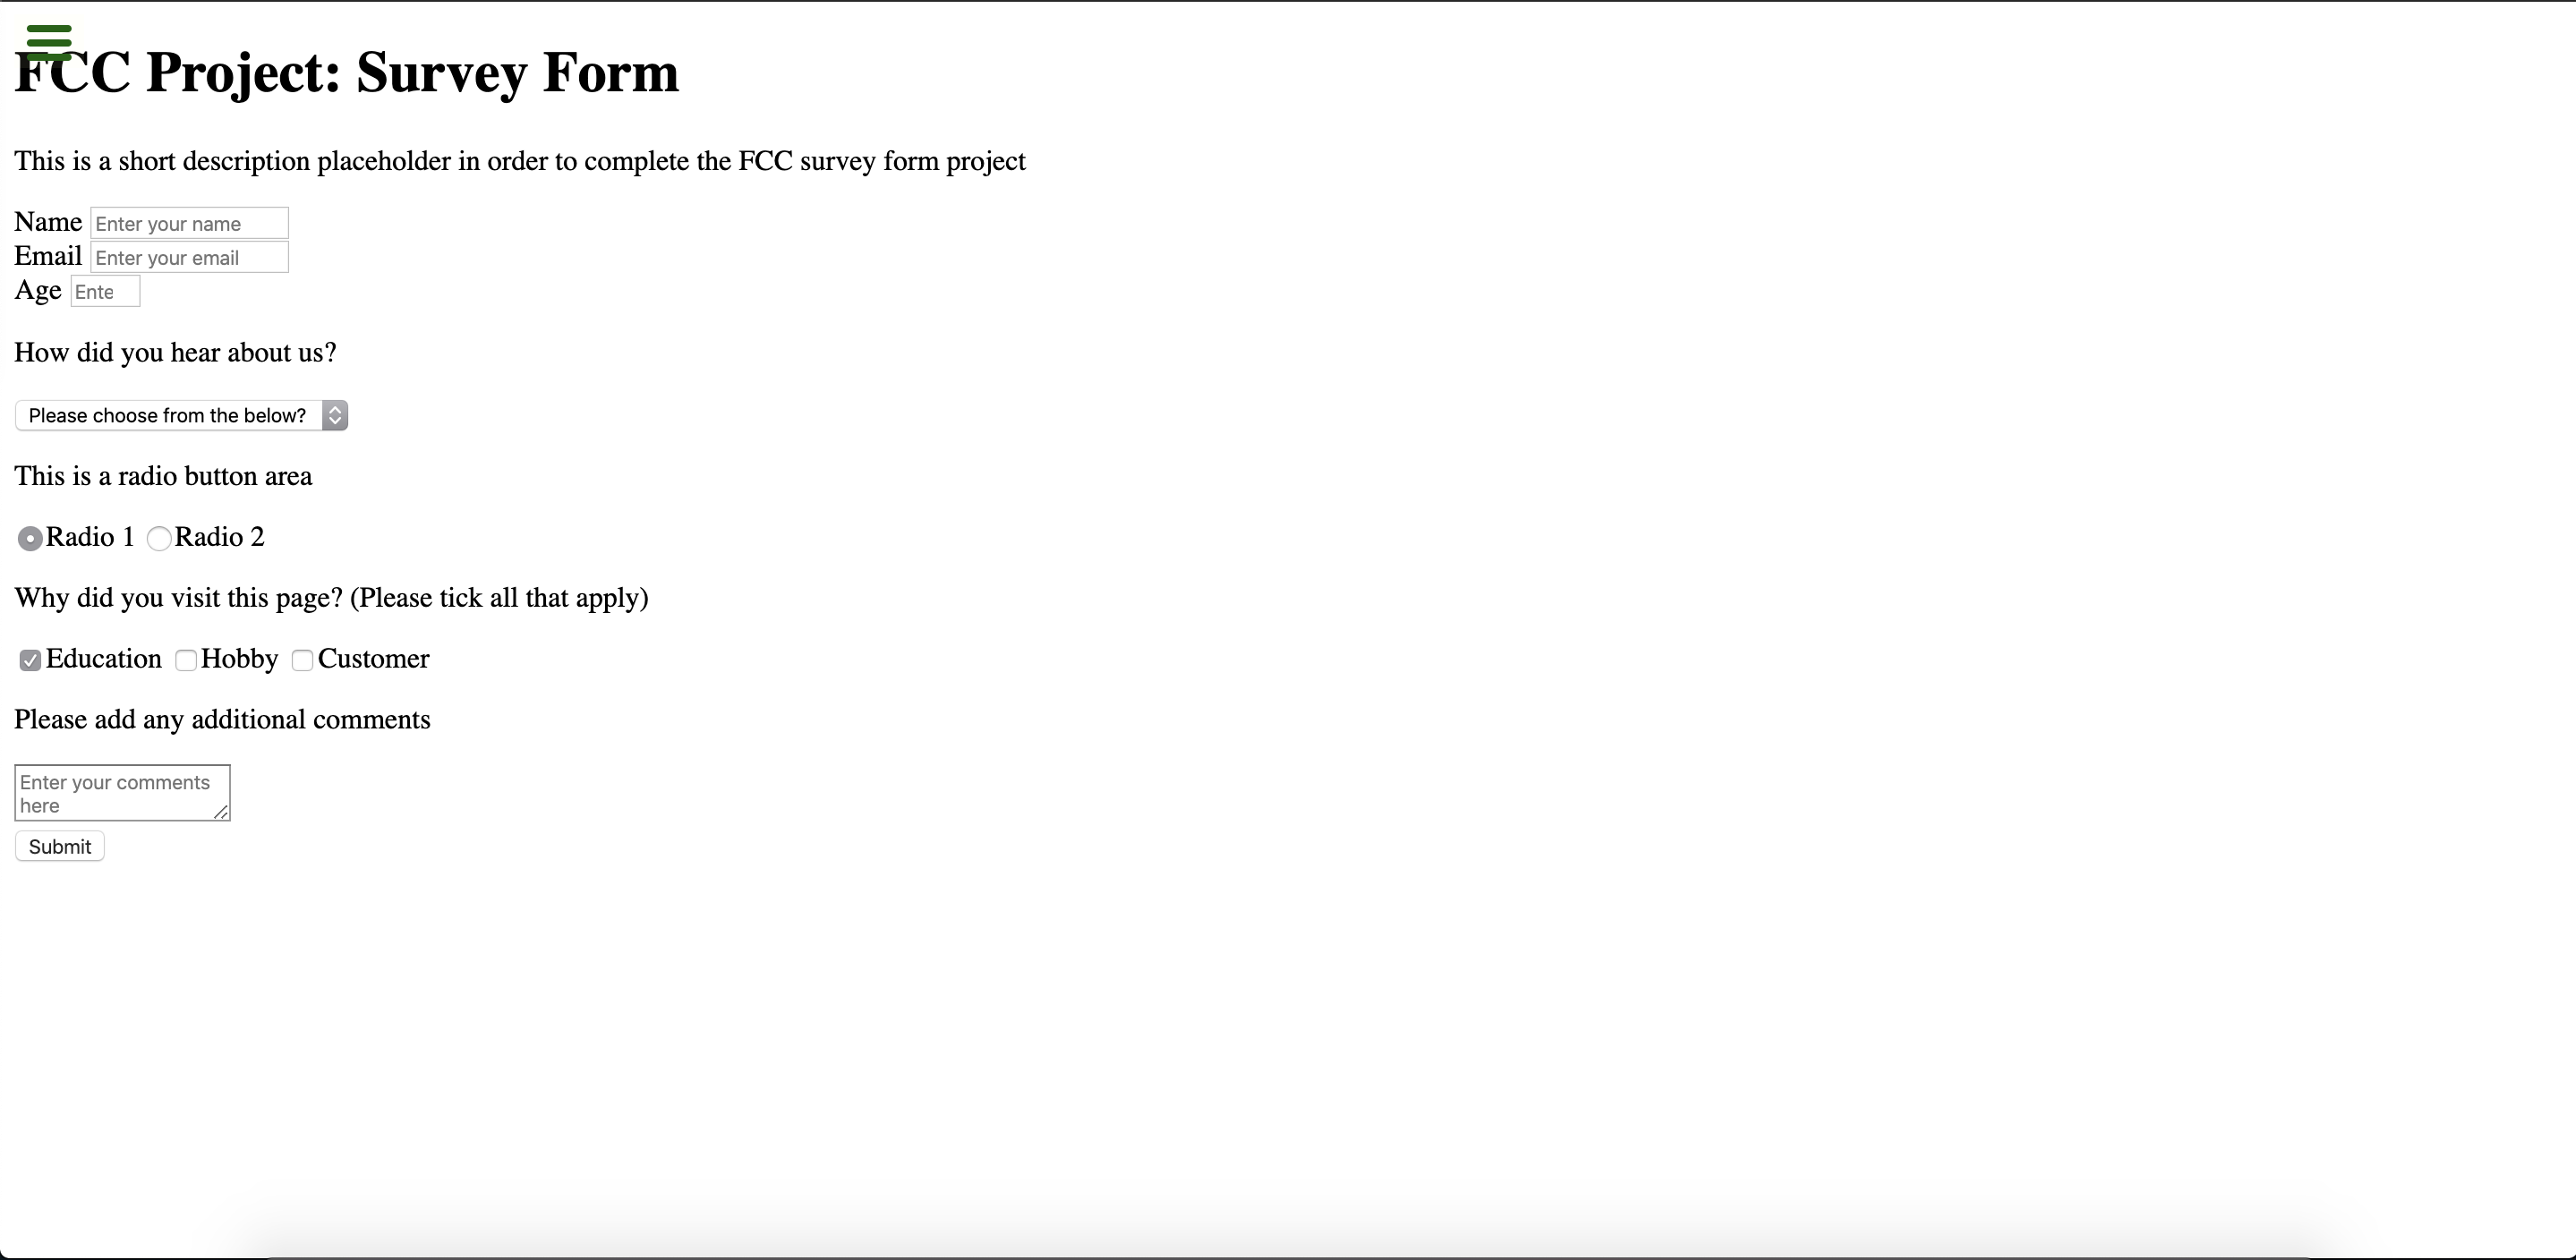 FCC Project: Survey Form
This is a short description placeholder in order to complete the FCC survey form project
Name Enter your name
Email Enter your email
Age Ente
How did you hear about us?
Please choose from the below?
This is a radio button area
Radio 1 Radio 2
Why did you visit this page? (Please tick all that apply)
Education Hobby Customer
Please add any additional comments
Enter your comments
here
Submit